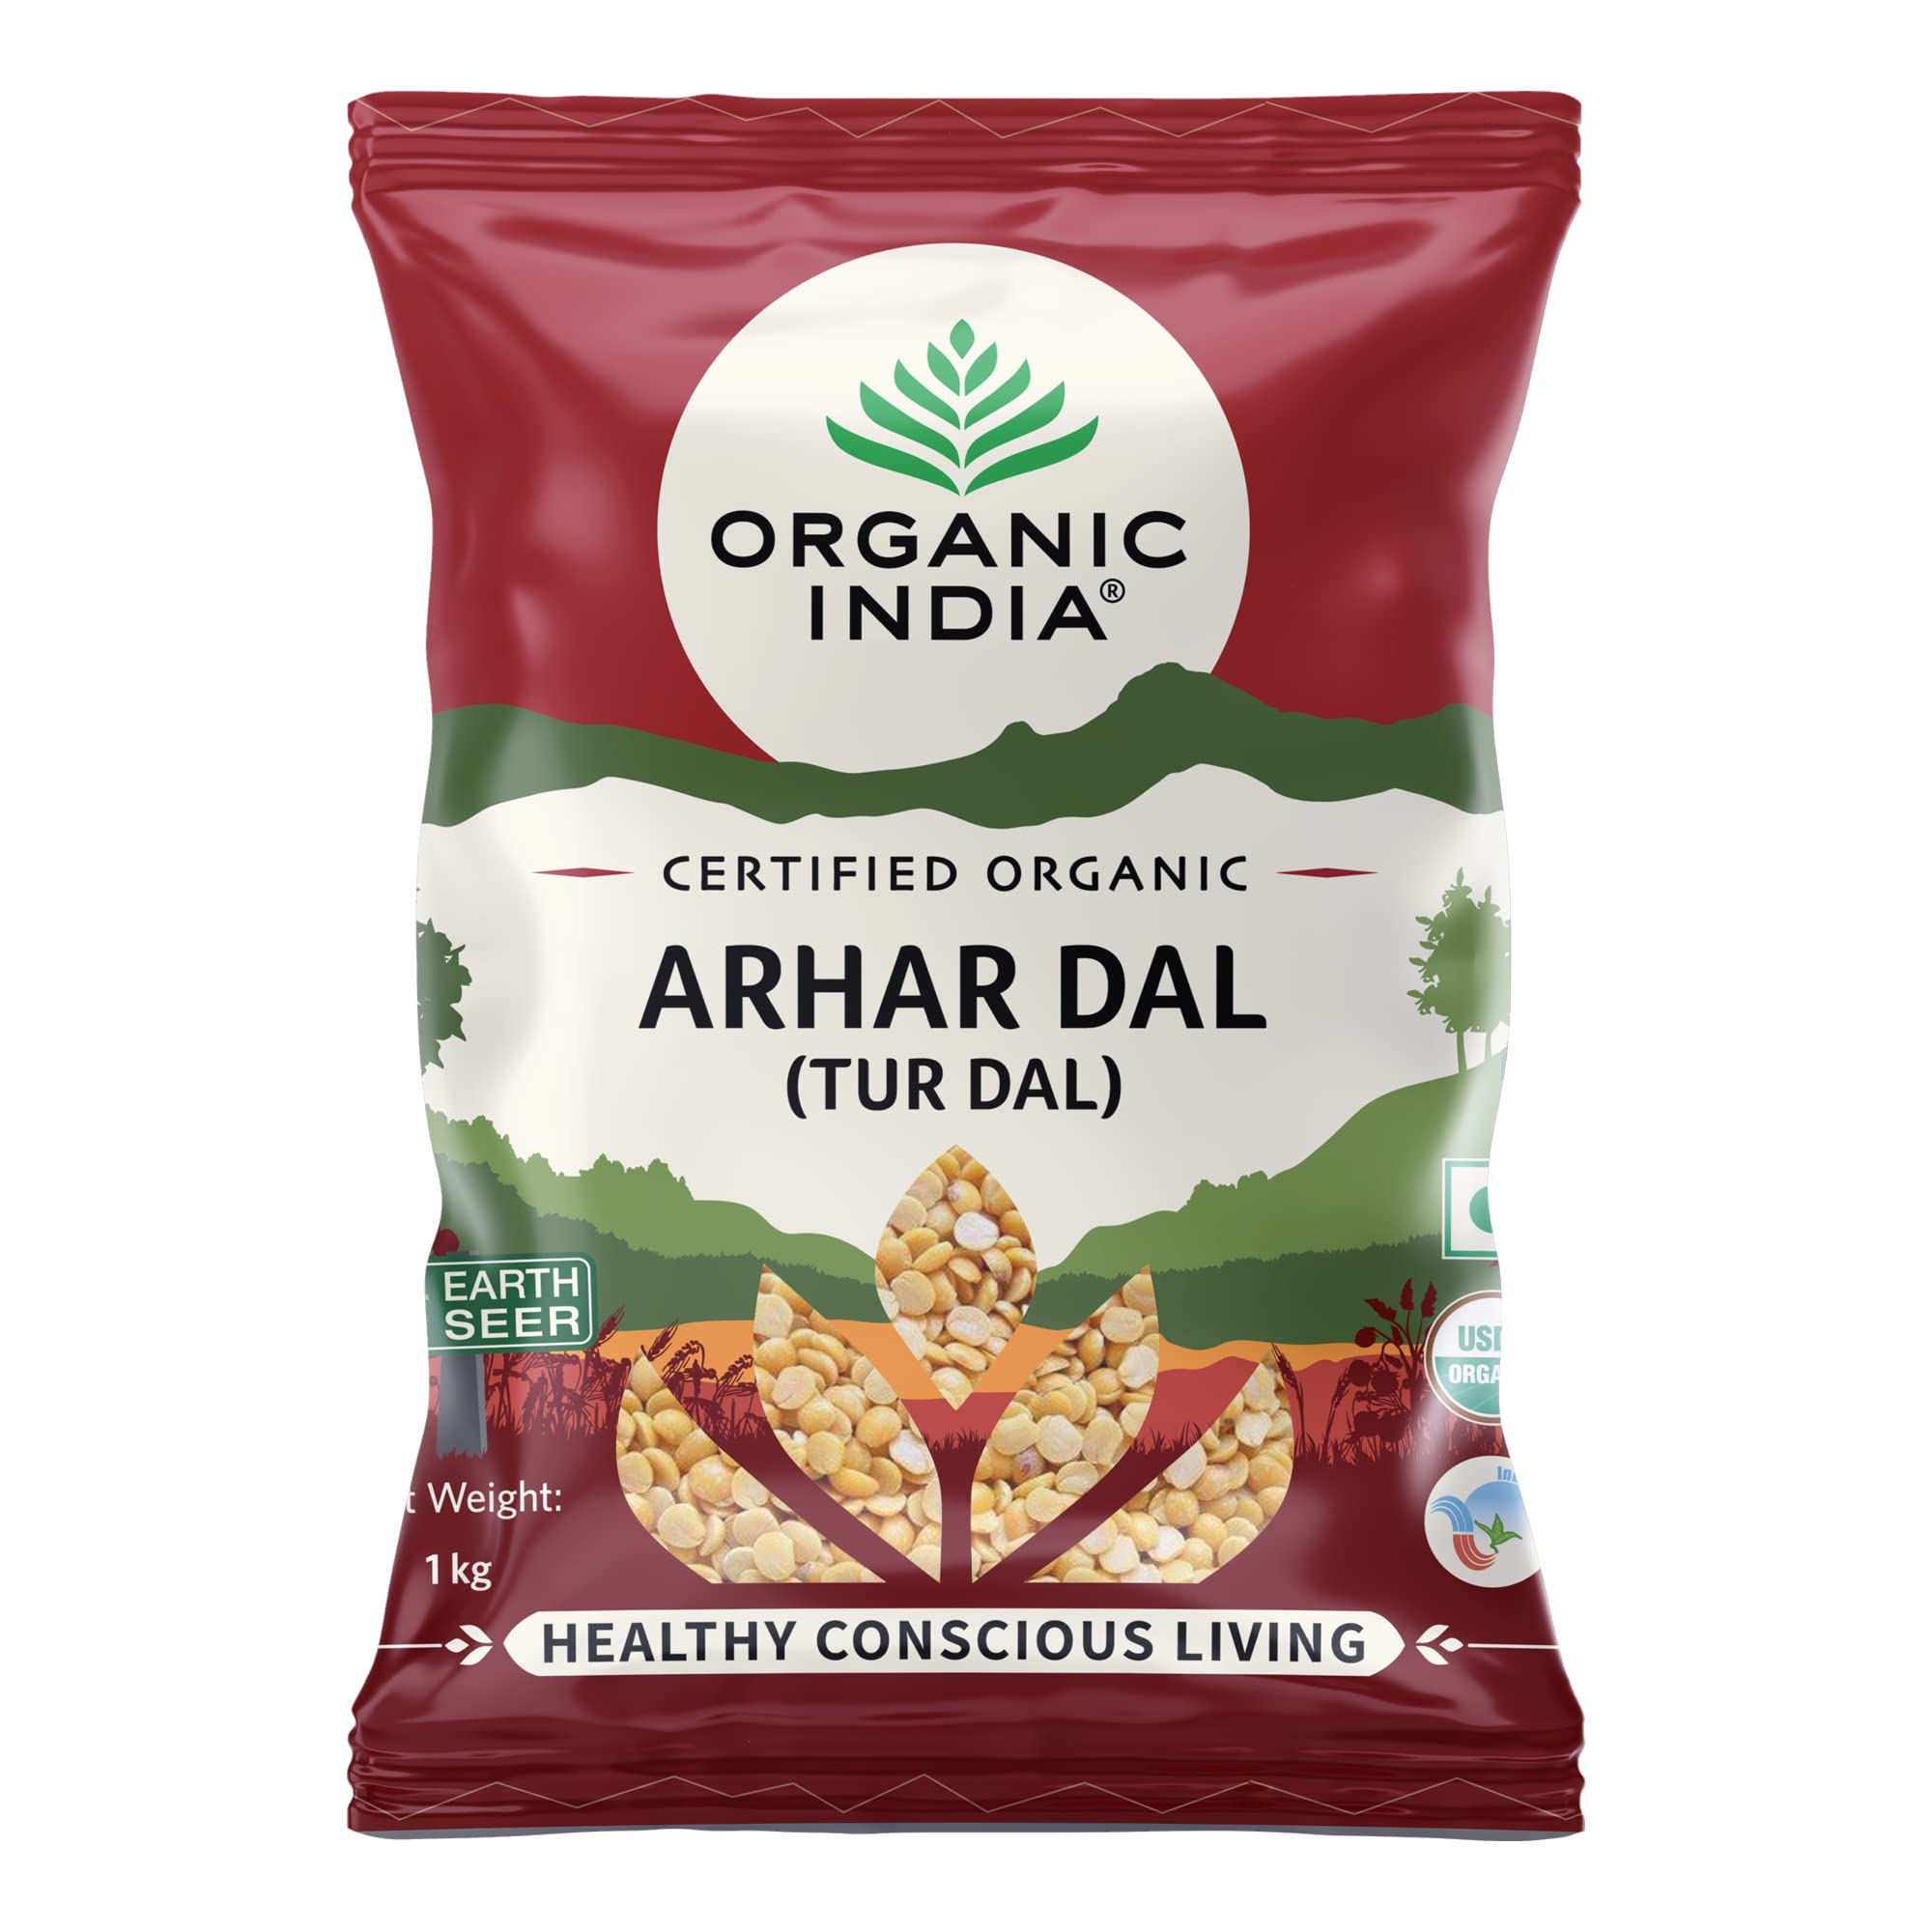 ORGANIC
INDIA®
CERTIFIED ORGANIC
ARHAR DAL
(TUR DAL)
EARTH
SEER
Weight:
1 kg
HEALTHY CONSCIOUS LIVING